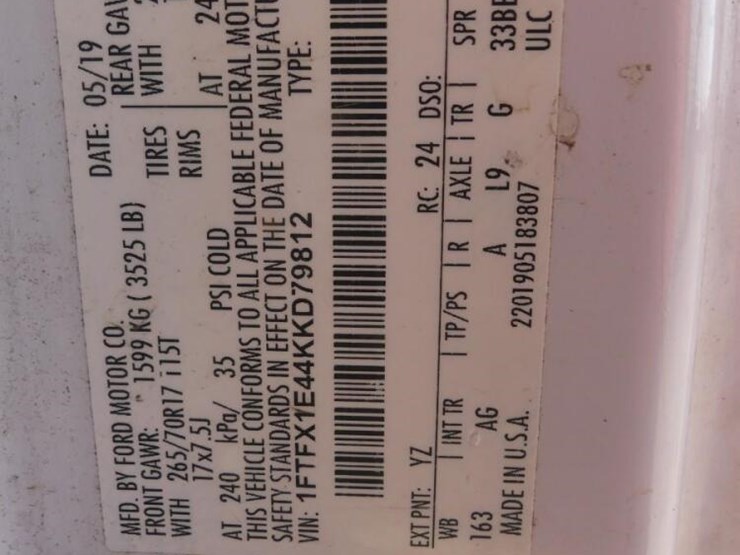 MFD. BY FORD MOTOR CO.
DATE: 05/19
FRONT GAWR: 1599 KG ( 3525 LB)
REAR
WITH 265/70R17 115T
TIRES
WITH
17x7.5J
RIMS
AT 240 kPa/ 35 PSI COLD
AT 24
THIS VEHICLE CONFORMS TO ALL APPLICABLE FEDERAL
SAFETY STANDARDS IN EFFECT ON THE DATE OF
VIN: 1FTFX1E44KKD79812
TYPE:
EXT PNT: YZ
RC: 24 DSO:
WB INT TR TP/PS R AXLE TR SPR
163 AG A L9 G
ULC
MADE IN U.S.A.
2201905183807